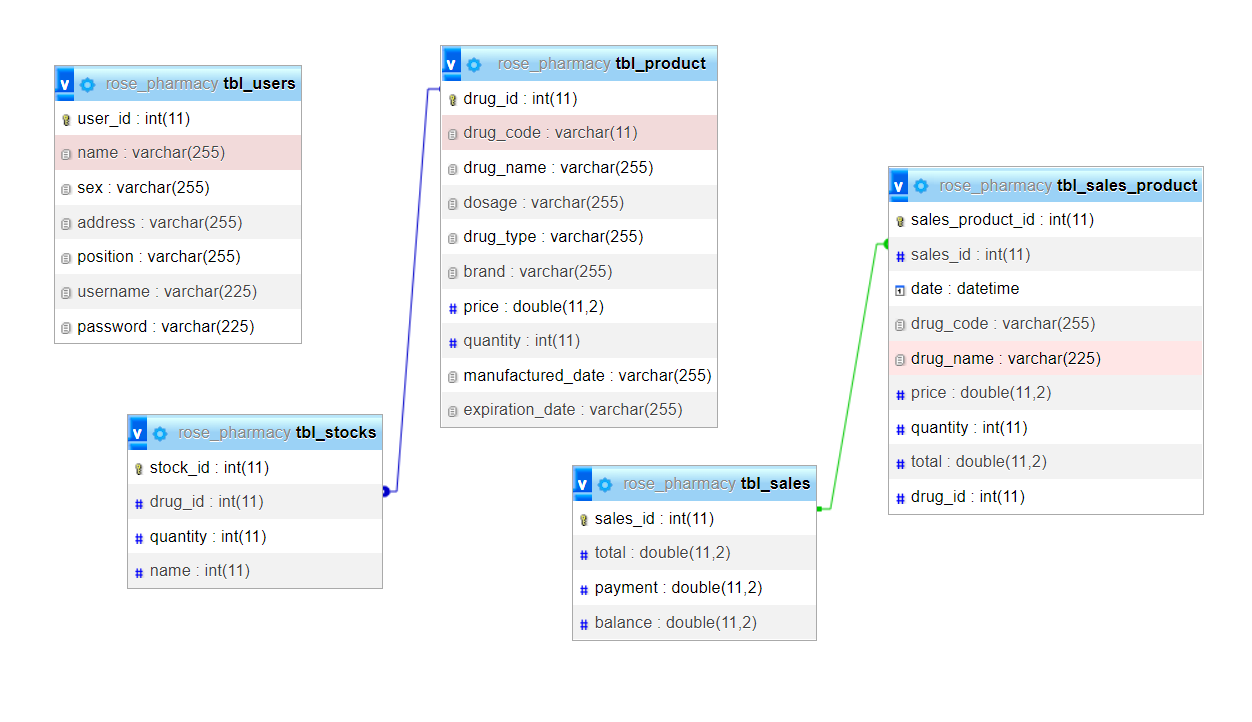 v rose_pharmacy tbl_users
user_id : int(11)
name : varchar(255)
sex : varchar(255)
address : varchar(255)
position : varchar(255)
username : varchar(225)
password : varchar(225)
v rose_pharmacy tbl_product
drug_id : int(11)
drug_code : varchar(11)
drug_name : varchar(255)
dosage : varchar(255)
drug_type : varchar(255)
brand : varchar(255)
# price : double(11,2)
# quantity : int(11)
manufactured_date : varchar(255)
expiration_date : varchar(255)
v rose_pharmacy tbl_sales_product
sales_product_id : int(11)
# sales_id : int(11)
date : datetime
drug_code : varchar(255)
drug_name : varchar(225)
# price : double(11,2)
# quantity : int(11)
# total : double(11,2)
# drug_id : int(11)
v rose_pharmacy tbl_stocks
stock_id : int(11)
# drug_id : int(11)
# quantity : int(11)
# name : int(11)
v rose_pharmacy tbl_sales
sales_id : int(11)
# total : double(11,2)
# payment : double(11,2)
# balance : double(11,2)